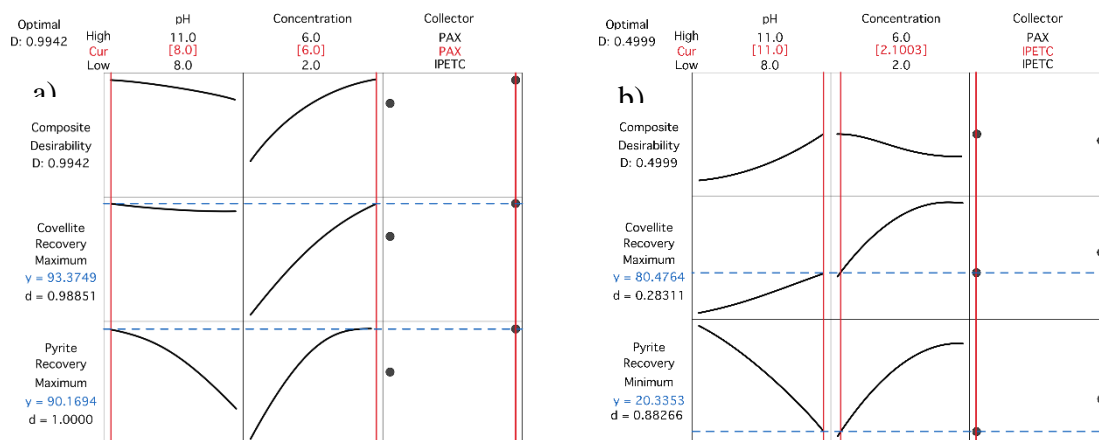 Optimal
D: 0.9942
High
Cur
Low
pH
11.0
[8.0]
8.0
Concentration
6.0
[6.0]
2.0
Collector
PAX
PAX
IPETC
a)
Composite
Desirability
D: 0.9942
Covellite
Recovery
Maximum
y = 93.3749
d = 0.98851
Pyrite
Recovery
Maximum
y = 90.1694
d = 1.0000
Optimal
D: 0.4999
High
Cur
Low
pH
11.0
[11.0]
8.0
Concentration
6.0
[2.1003]
2.0
Collector
PAX
IPETC
IPETC
b)
Composite
Desirability
D: 0.4999
Covellite
Recovery
Maximum
y = 80.4764
d = 0.28311
Pyrite
Recovery
Minimum
y = 20.3353
d = 0.88266